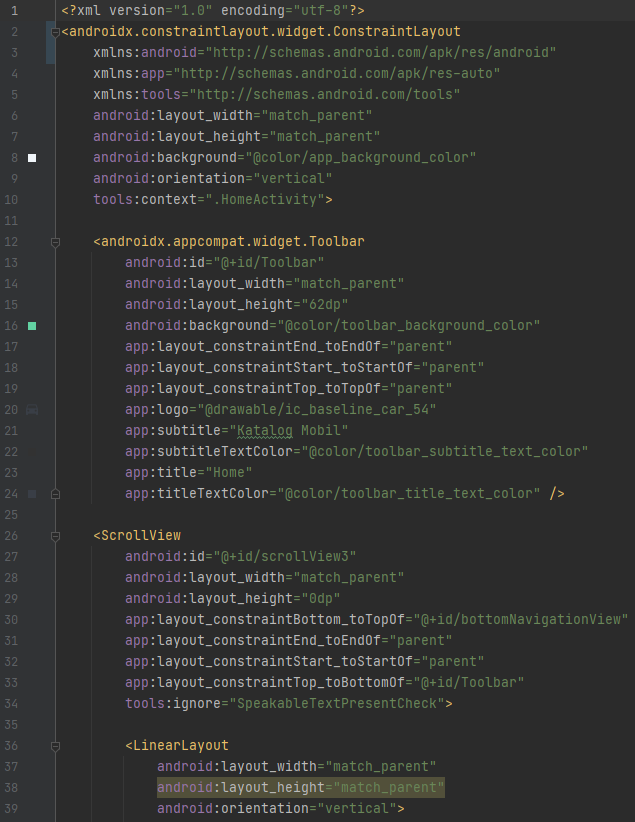 1 <?xml version="1.0" encoding="utf-8"?>
2 <androidx.constraintlayout.widget.ConstraintLayout
3 xmlns:android="http://schemas.android.com/apk/res/android"
4 xmlns:app="http://schemas.android.com/apk/res-auto"
5 xmlns:tools="http://schemas.android.com/tools"
6 android:layout_width="match_parent"
7 android:layout_height="match_parent"
8 android:background="@color/app_background_color"
9 android:orientation="vertical"
10 tools:context=".HomeActivity">
11
12 <androidx.appcompat.widget.Toolbar
13 android:id="@+id/Toolbar"
14 android:layout_width="match_parent"
15 android:layout_height="62dp"
16 android:background="@color/toolbar_background_color"
17 app:layout_constraintEnd_toEndOf="parent"
18 app:layout_constraintStart_toStartOf="parent"
19 app:layout_constraintTop_toTopOf="parent"
20 app:logo="@drawable/ic_baseline_car_54"
21 app:subtitle="Katalog Mobil"
22 app:subtitleTextColor="@color/toolbar_subtitle_text_color"
23 app:title="Home"
24 app:titleTextColor="@color/toolbar_title_text_color" />
25
26 <ScrollView
27 android:id="@+id/scrollView3"
28 android:layout_width="match_parent"
29 android:layout_height="0dp"
30 app:layout_constraintBottom_toTopOf="@+id/bottomNavigationView"
31 app:layout_constraintEnd_toEndOf="parent"
32 app:layout_constraintStart_toStartOf="parent"
33 app:layout_constraintTop_toBottomOf="@+id/Toolbar"
34 tools:ignore="SpeakableTextPresentCheck">
35
36 <LinearLayout
37 android:layout_width="match_parent"
38 android:layout_height="match_parent"
39 android:orientation="vertical">